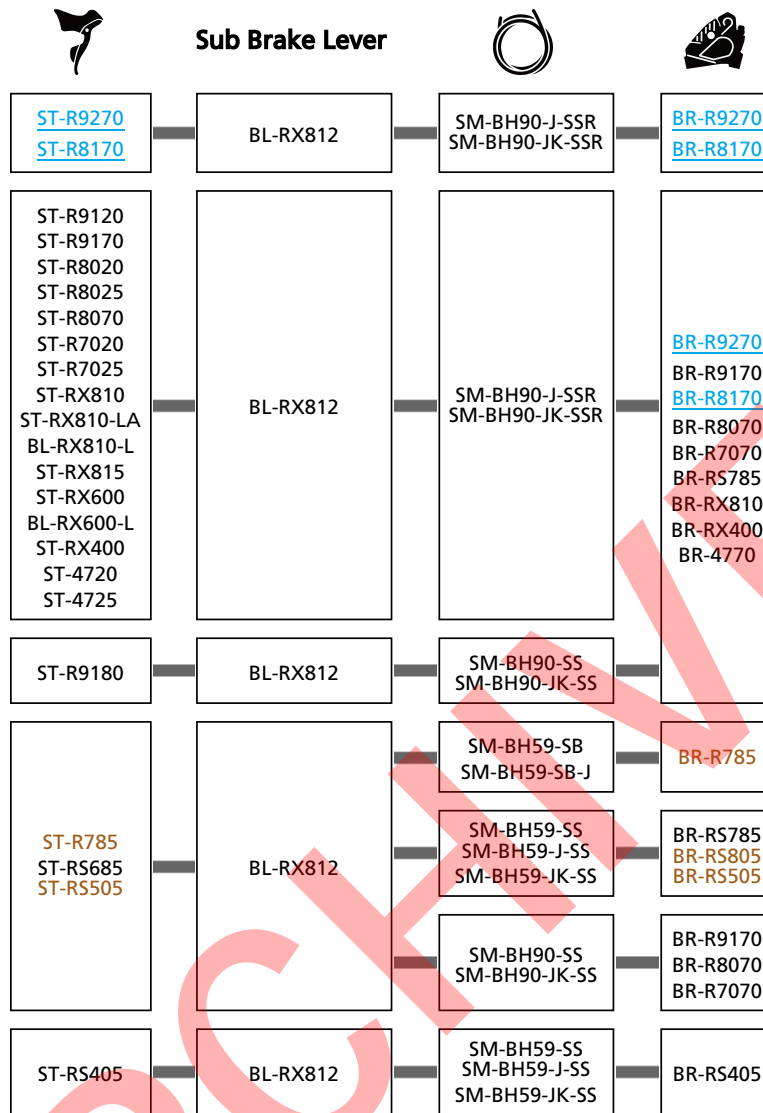 Sub Brake Lever
ST-R9270
ST-R8170
BL-RX812
SM-BH90-J-SSR
SM-BH90-JK-SSR
BR-R9270
BR-R8170
ST-R9120
ST-R9170
ST-R8020
ST-R8025
ST-R8070
ST-R7020
ST-R7025
ST-RX810
ST-RX810-LA
BL-RX810-L
ST-RX815
ST-RX600
BL-RX600-L
ST-RX400
ST-4720
ST-4725
BL-RX812
SM-BH90-J-SSR
SM-BH90-JK-SSR
BR-R9270
BR-R9170
BR-R8170
BR-R8070
BR-R7070
BR-RS785
BR-RX810
BR-RX400
BR-4770
ST-R9180
BL-RX812
SM-BH90-SS
SM-BH90-JK-SS
ST-R785
ST-RS685
ST-RS505
BL-RX812
SM-BH59-SB
SM-BH59-SB-J
BR-R785
SM-BH59-SS
SM-BH59-J-SS
SM-BH59-JK-SS
BR-RS785
BR-RS805
BR-RS505
SM-BH90-SS
SM-BH90-JK-SS
BR-R9170
BR-R8070
BR-R7070
ST-RS405
BL-RX812
SM-BH59-SS
SM-BH59-J-SS
SM-BH59-JK-SS
BR-RS405